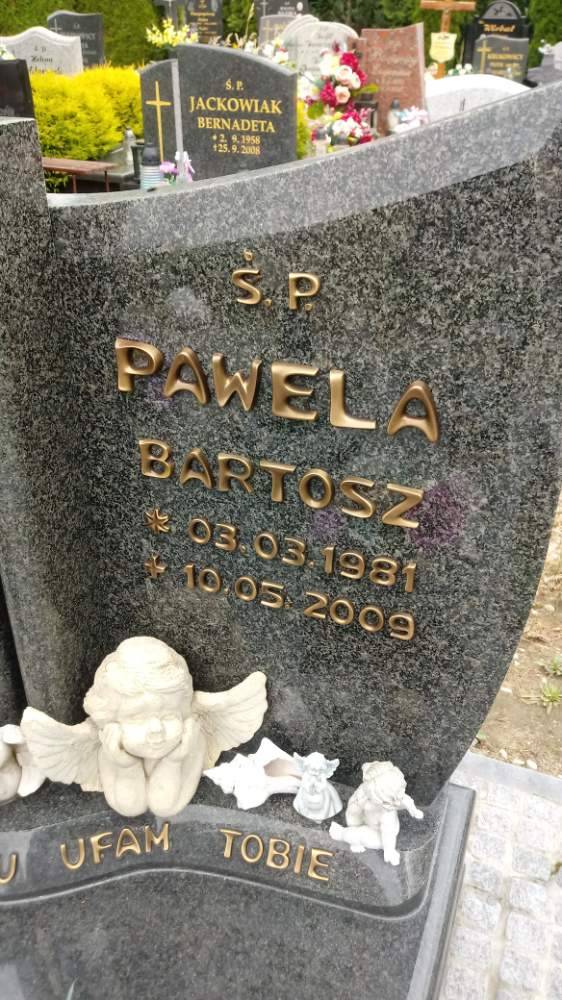 Ś. P.
JACKOWIAK
BERNADETA
* 2. 9. 1958
† 25. 9. 2008
Ś. P.
PAWELA
BARTOSZ
* 03.03.1981
+ 10.05.2009
U UFAM TOBIE